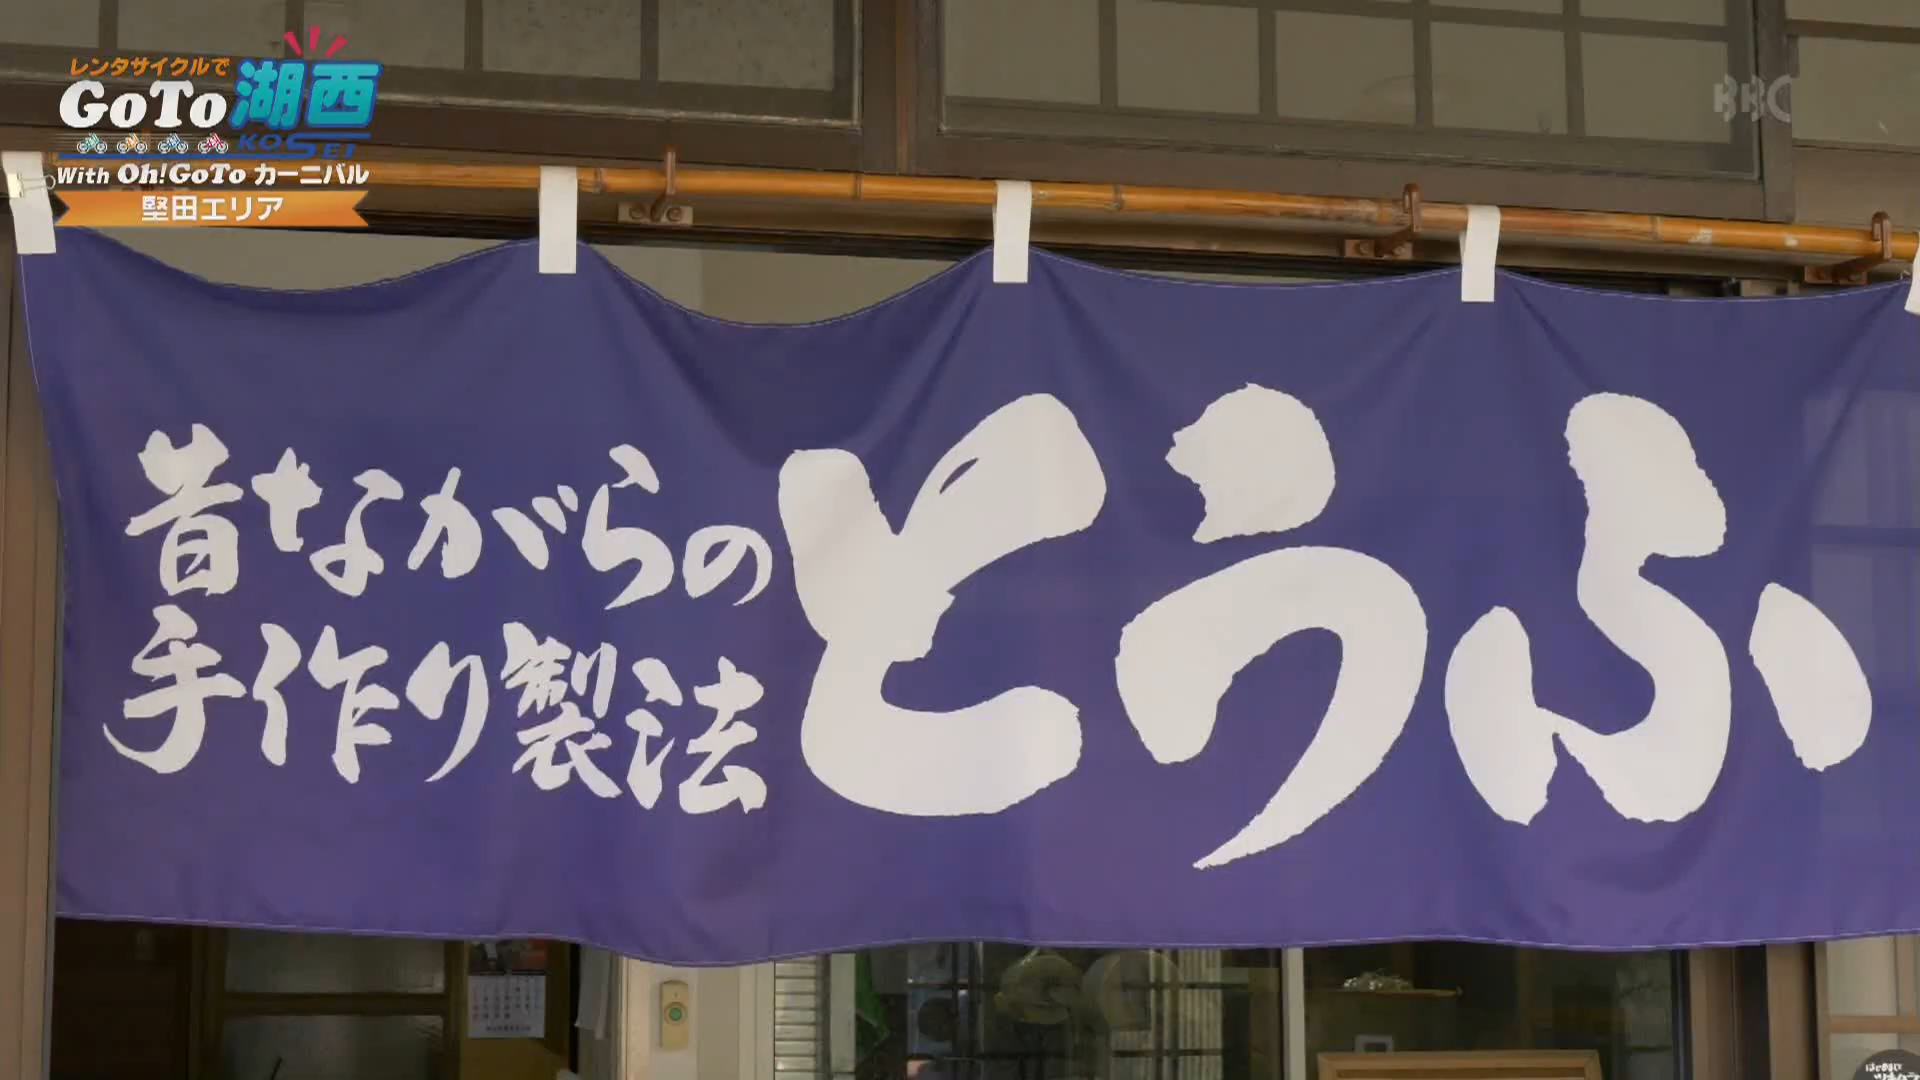 レンタサイクルで
GoTo湖西
KOSEI
With Oh!GoTo カーニバル
堅田エリア
BBC
昔ながらの
手作り製法
とうふ